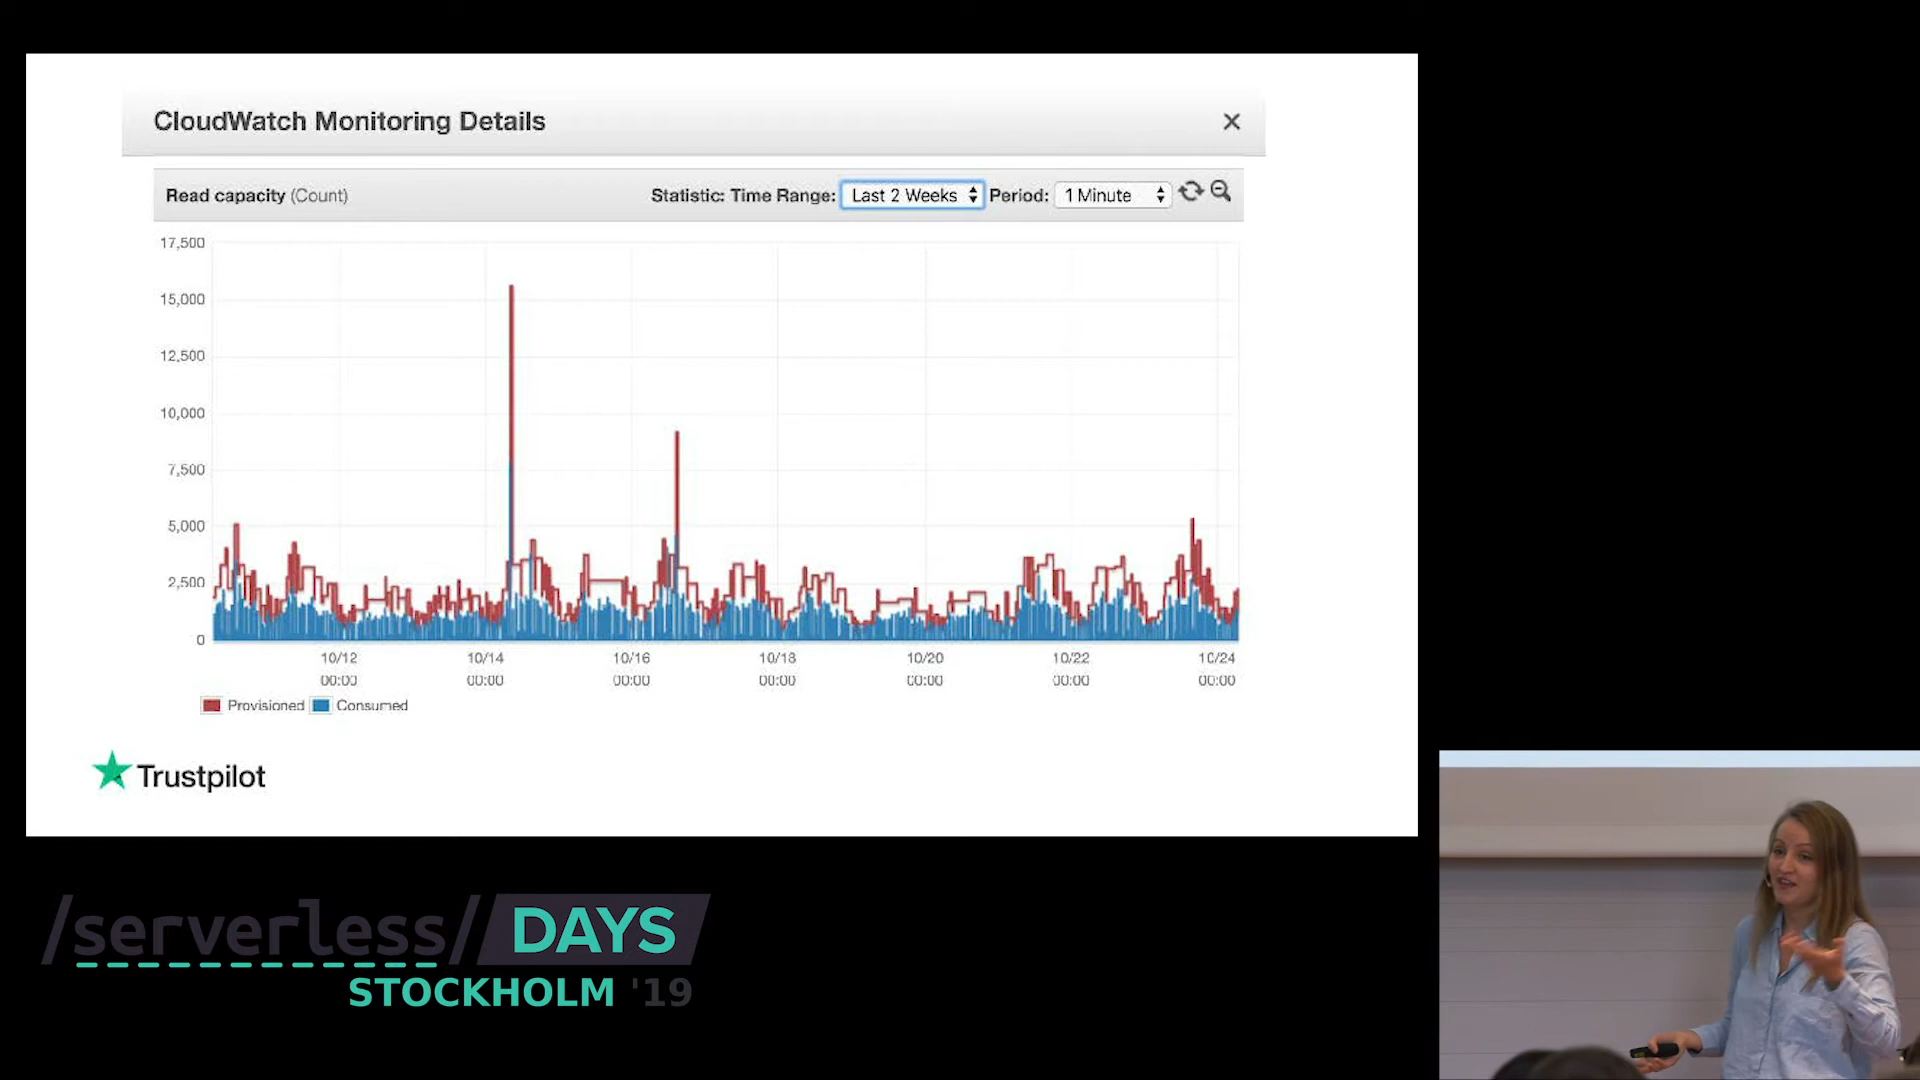 CloudWatch Monitoring Details ×
Read capacity (Count) Statistic: Time Range: Last 2 Weeks Period: 1 Minute
17,500
15,000
12,500
10,000
7,500
5,000
2,500
0
10/12 10/14 10/16 10/18 10/20 10/22 10/24
00:00 00:00 00:00 00:00 00:00 00:00 00:00
Provisioned Consumed
Trustpilot
/serverless/ DAYS
STOCKHOLM '19